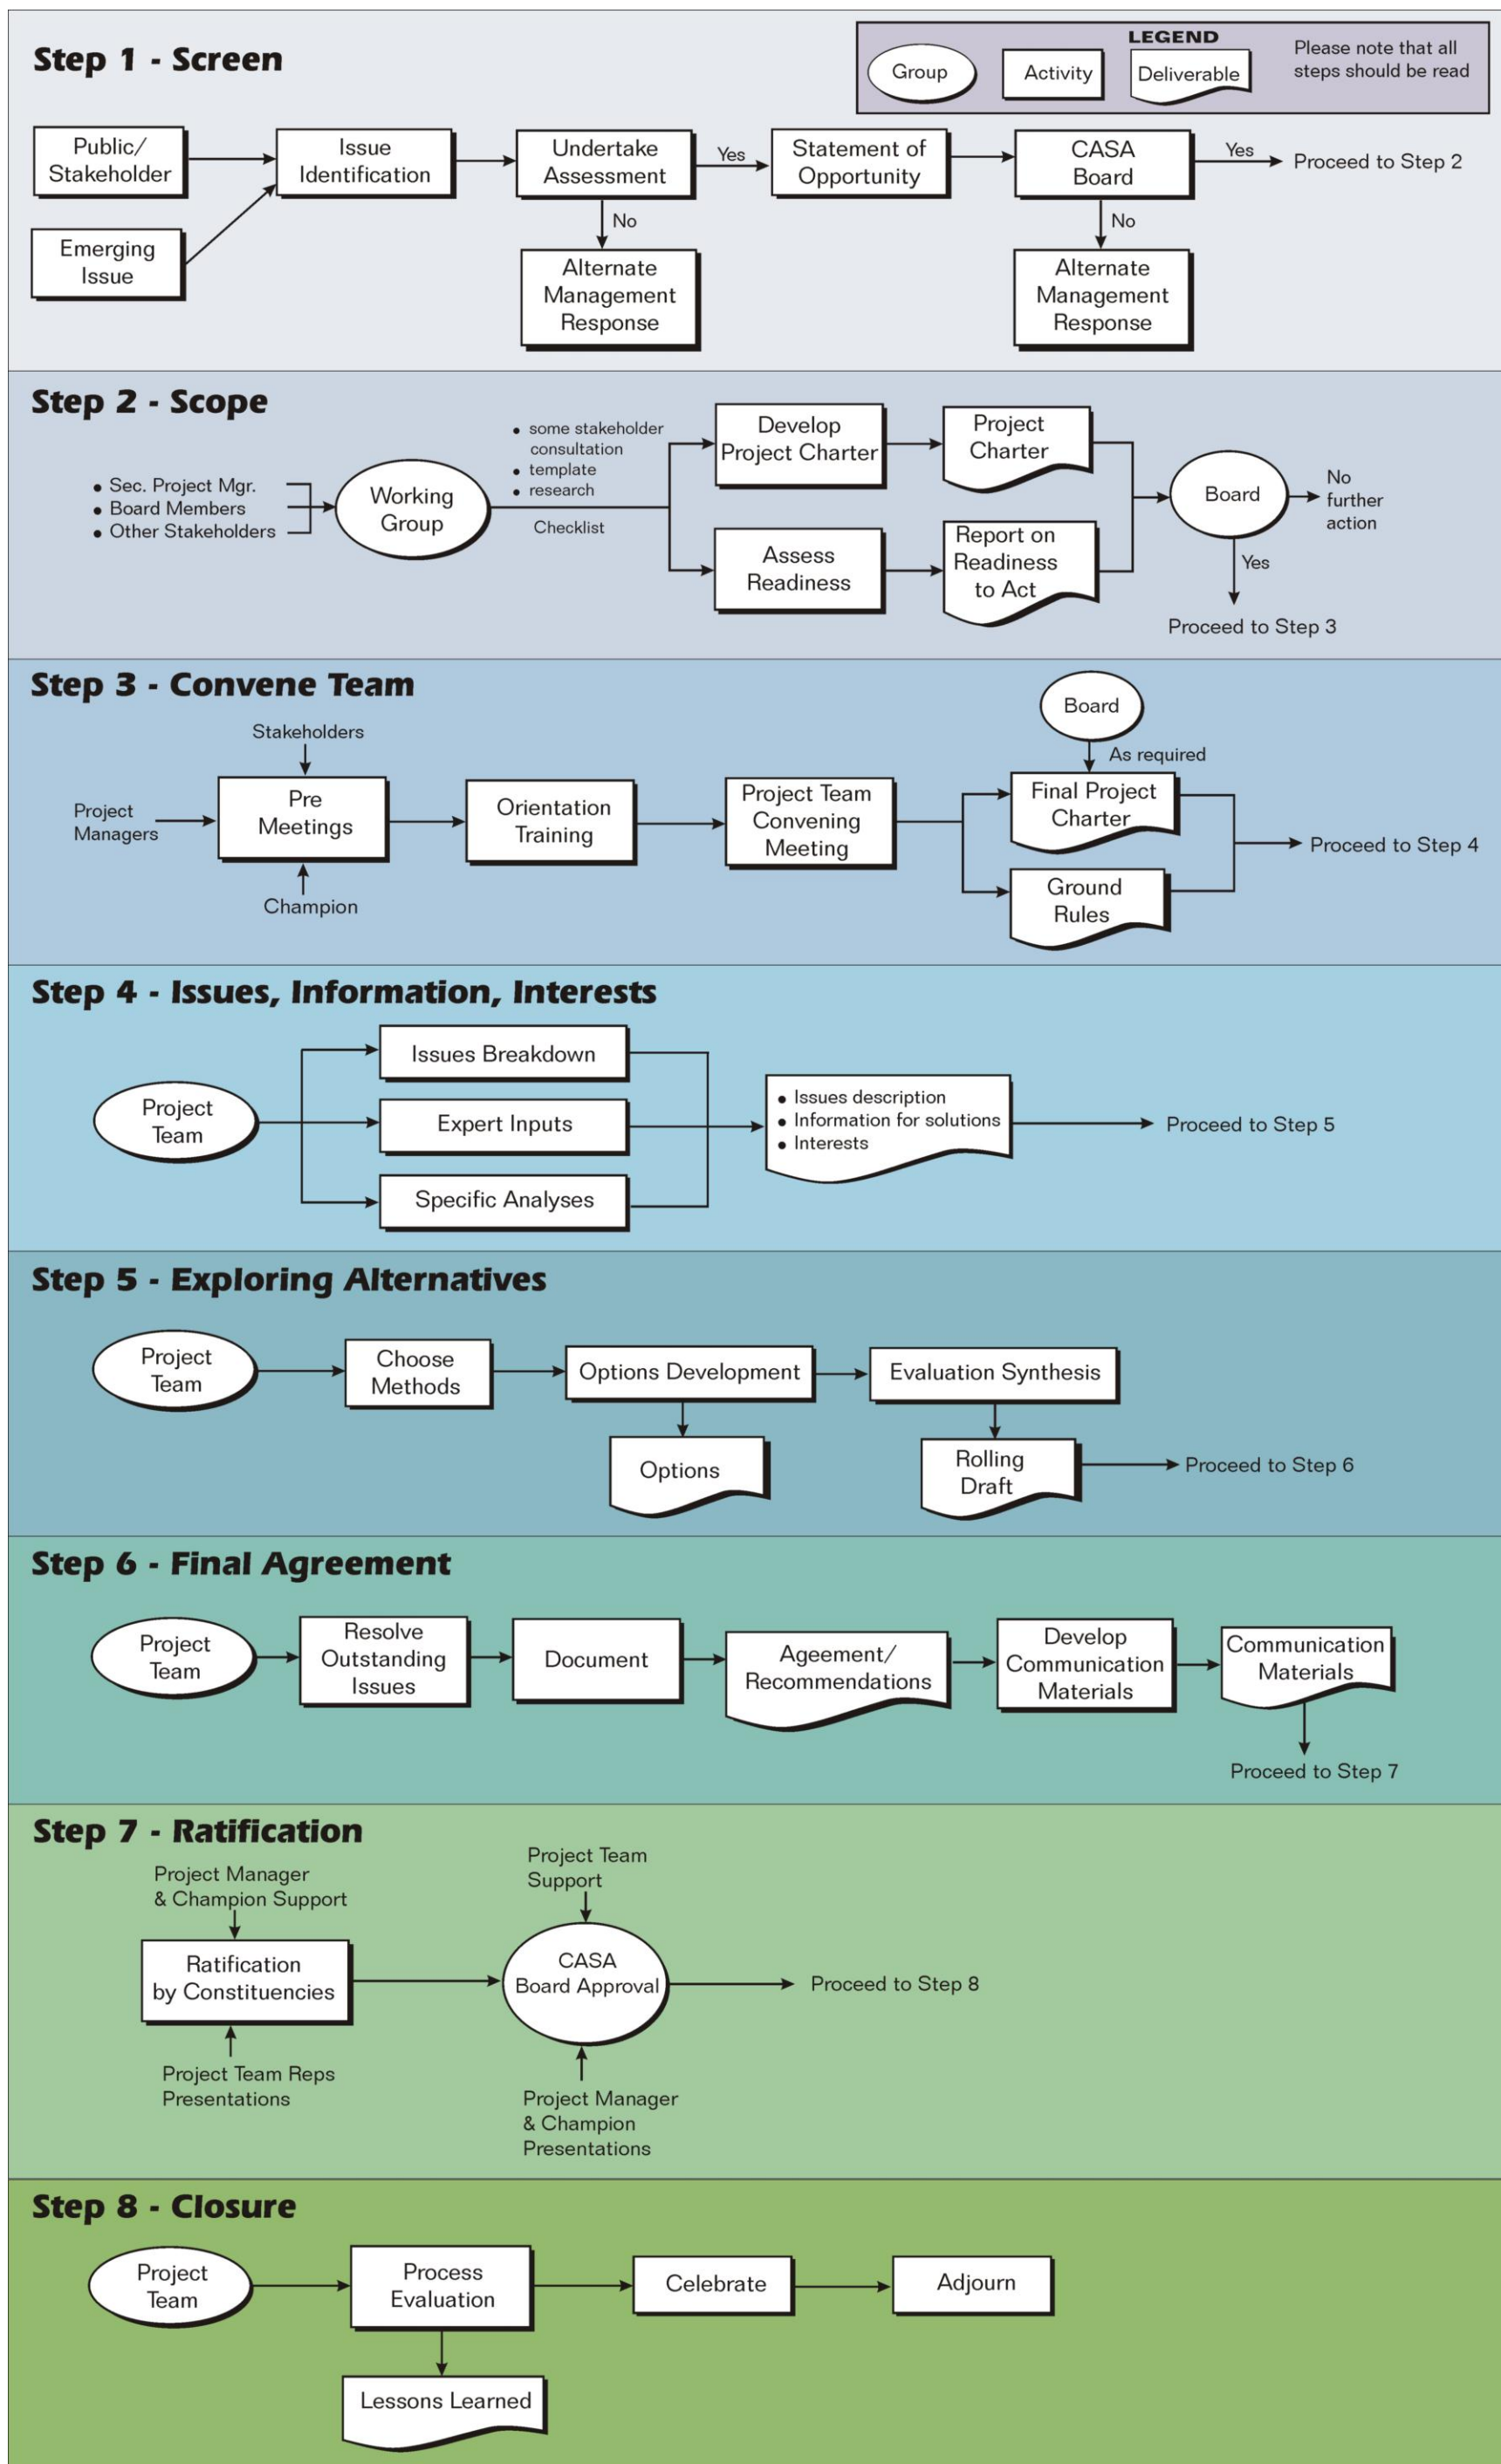 Step 1 - Screen
LEGEND
Group
Activity
Deliverable
Please note that all
steps should be read
Public/
Stakeholder
Issue
Identification
Undertake
Assessment
Yes
Statement of
Opportunity
CASA
Board
Yes
Proceed to Step 2
Emerging
Issue
No
Alternate
Management
Response
No
Alternate
Management
Response
Step 2 - Scope
• Sec. Project Mgr.
• Board Members
• Other Stakeholders
Working
Group
• some stakeholder
consultation
• template
• research
Checklist
Develop
Project Charter
Project
Charter
Assess
Readiness
Report on
Readiness
to Act
Board
No
further
action
Yes
Proceed to Step 3
Step 3 - Convene Team
Stakeholders
Project
Managers
Pre
Meetings
Champion
Orientation
Training
Project Team
Convening
Meeting
Board
As required
Final Project
Charter
Ground
Rules
Proceed to Step 4
Step 4 - Issues, Information, Interests
Project
Team
Issues Breakdown
Expert Inputs
Specific Analyses
• Issues description
• Information for solutions
• Interests
Proceed to Step 5
Step 5 - Exploring Alternatives
Project
Team
Choose
Methods
Options Development
Evaluation Synthesis
Options
Rolling
Draft
Proceed to Step 6
Step 6 - Final Agreement
Project
Team
Resolve
Outstanding
Issues
Document
Ageement/
Recommendations
Develop
Communication
Materials
Communication
Materials
Proceed to Step 7
Step 7 - Ratification
Project Manager
& Champion Support
Ratification
by Constituencies
Project Team Reps
Presentations
Project Team
Support
CASA
Board Approval
Project Manager
& Champion
Presentations
Proceed to Step 8
Step 8 - Closure
Project
Team
Process
Evaluation
Celebrate
Adjourn
Lessons Learned